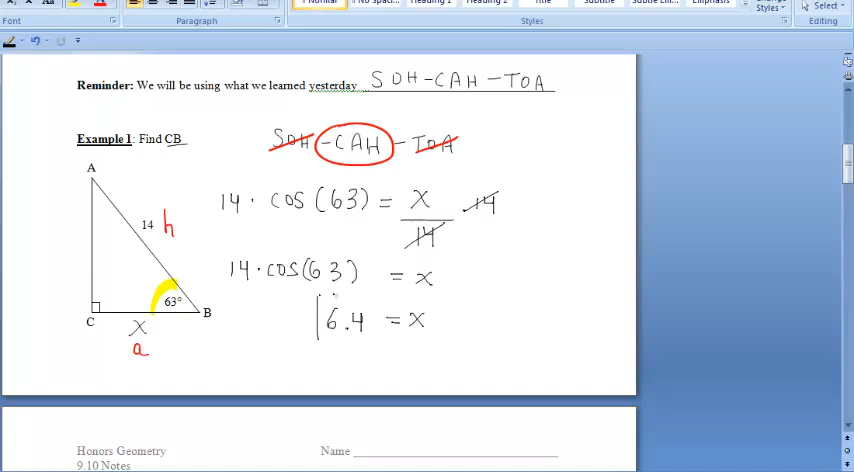 Normal No Spaci... Heading 1 Heading 2 Title Subtitle Subtle Em... Emphasis Change Styles Select
Font Paragraph Styles Editing
Reminder: We will be using what we learned yesterday SOH-CAH-TOA
Example 1: Find CB SOH-CAH-TOA
A
14 h
63°
C B
x
a
14 · cos(63) = x/14 · 14
14 · cos(63) = x
6.4 = x
Honors Geometry Name
9.10 Notes